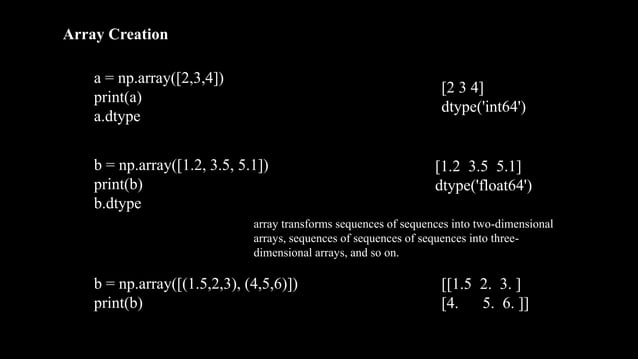 Array Creation
a = np.array([2,3,4])
print(a)
a.dtype
[2 3 4]
dtype('int64')
b = np.array([1.2, 3.5, 5.1])
print(b)
b.dtype
[1.2 3.5 5.1]
dtype('float64')
array transforms sequences of sequences into two-dimensional
arrays, sequences of sequences of sequences into three-
dimensional arrays, and so on.
b = np.array([(1.5,2,3), (4,5,6)])
print(b)
[[1.5 2. 3. ]
[4. 5. 6. ]]